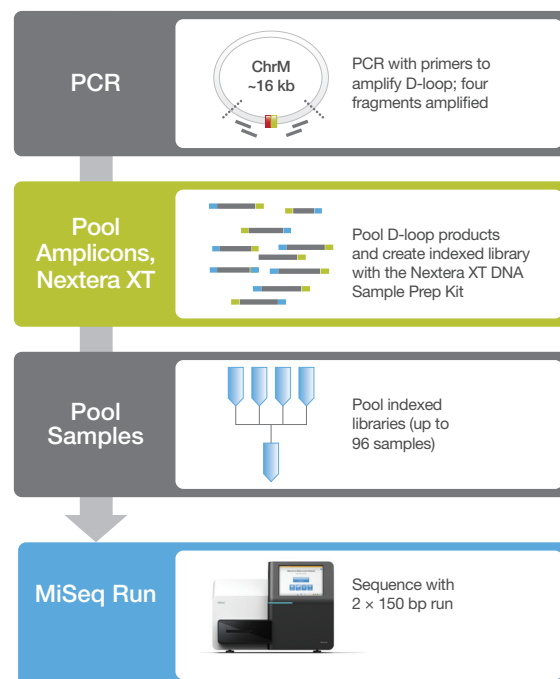 PCR
ChrM
~16 kb
PCR with primers to
amplify D-loop; four
fragments amplified
Pool
Amplicons,
Nextera XT
Pool D-loop products
and create indexed library
with the Nextera XT DNA
Sample Prep Kit
Pool
Samples
Pool indexed
libraries (up to
96 samples)
MiSeq Run
Sequence with
2 × 150 bp run